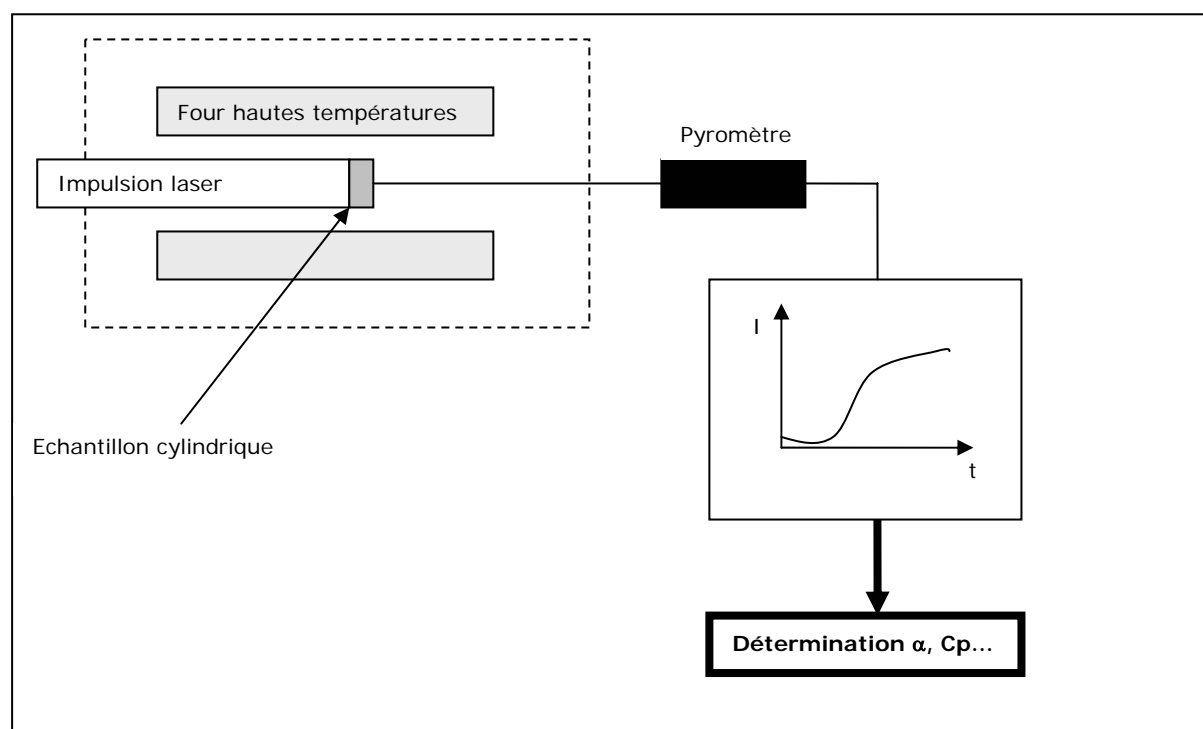 Four hautes températures
Pyromètre
Impulsion laser
I
Echantillon cylindrique
t
Détermination α, Cp...